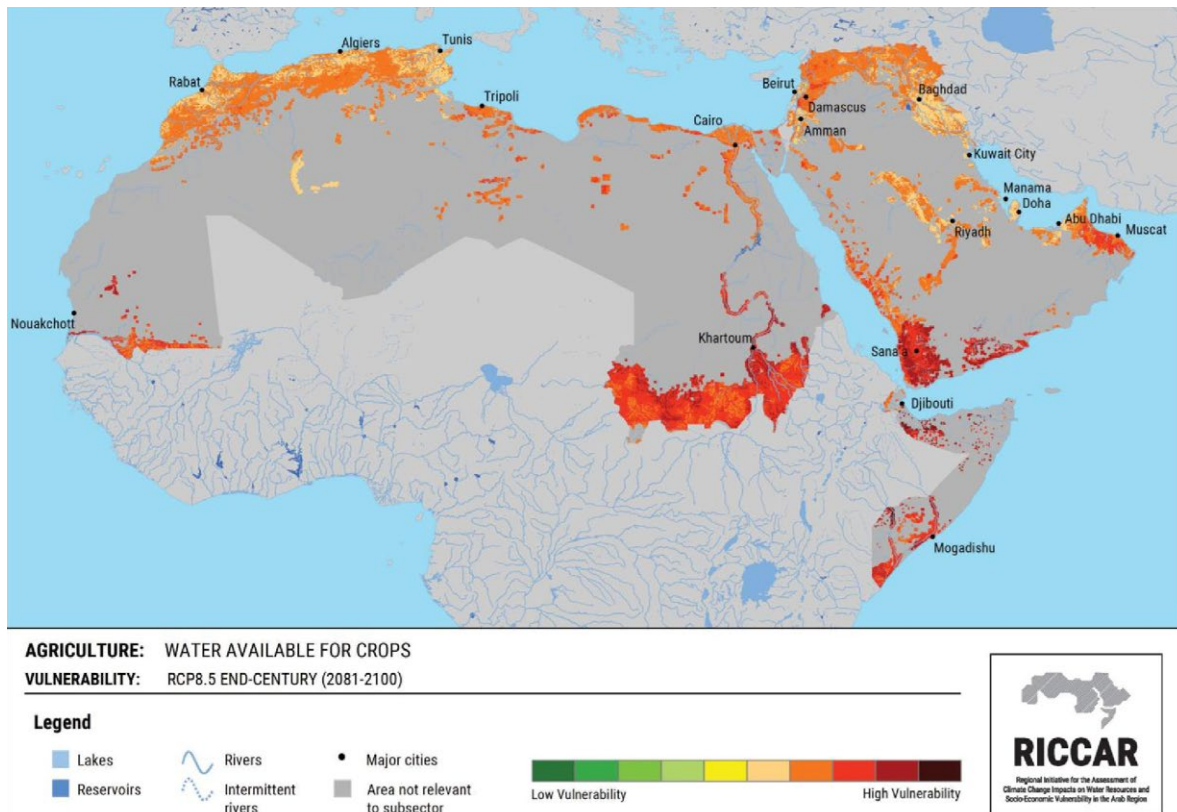 Algiers
Tunis
Rabat
Tripoli
Beirut
Baghdad
Damascus
Cairo
Amman
Kuwait City
Manama
Doha
Abu Dhabi
Riyadh
Muscat
Nouakchott
Khartoum
Sana'a
Djibouti
Mogadishu
AGRICULTURE: WATER AVAILABLE FOR CROPS
VULNERABILITY: RCP8.5 END-CENTURY (2081-2100)
Legend
Lakes
Reservoirs
Rivers
Intermittent
rivers
Major cities
Area not relevant
to subsector
Low Vulnerability
High Vulnerability
RICCAR
Regional Initiative for the Assessment of
Climate Change Impacts on Water Resources and
Socio-Economic Vulnerability in the Arab Region